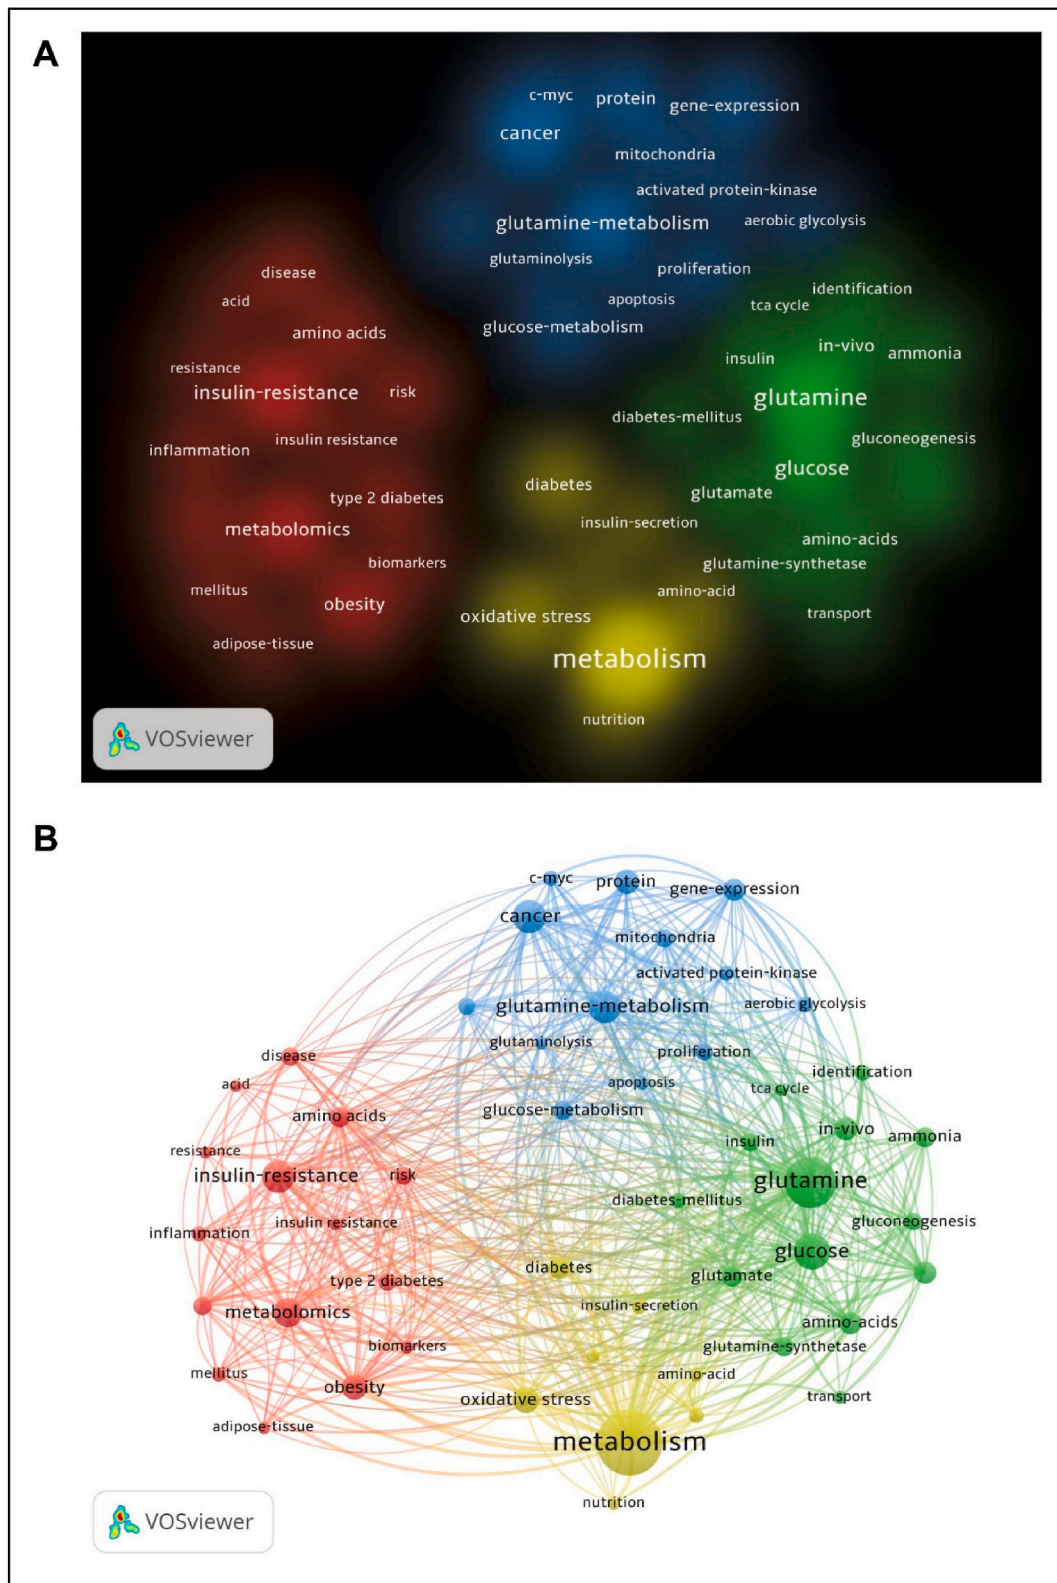 A
c-myc
protein
gene-expression
cancer
mitochondria
activated protein-kinase
glutamine-metabolism
aerobic glycolysis
glutaminolysis
proliferation
disease
identification
acid
apoptosis
tca cycle
glucose-metabolism
amino acids
in-vivo
ammonia
insulin
resistance
insulin-resistance
risk
glutamine
diabetes-mellitus
insulin resistance
gluconeogenesis
inflammation
glucose
diabetes
glutamate
type 2 diabetes
insulin-secretion
metabolomics
amino-acids
biomarkers
glutamine-synthetase
mellitus
amino-acid
obesity
oxidative stress
transport
adipose-tissue
metabolism
nutrition
VOSviewer
B
c-myc
protein
gene-expression
cancer
mitochondria
activated protein-kinase
glutamine-metabolism
aerobic glycolysis
glutaminolysis
proliferation
disease
identification
acid
apoptosis
tca cycle
glucose-metabolism
amino acids
in-vivo
ammonia
insulin
resistance
insulin-resistance
risk
glutamine
diabetes-mellitus
insulin resistance
gluconeogenesis
inflammation
glucose
diabetes
glutamate
type 2 diabetes
insulin-secretion
metabolomics
amino-acids
biomarkers
glutamine-synthetase
mellitus
amino-acid
obesity
oxidative stress
transport
adipose-tissue
metabolism
nutrition
VOSviewer